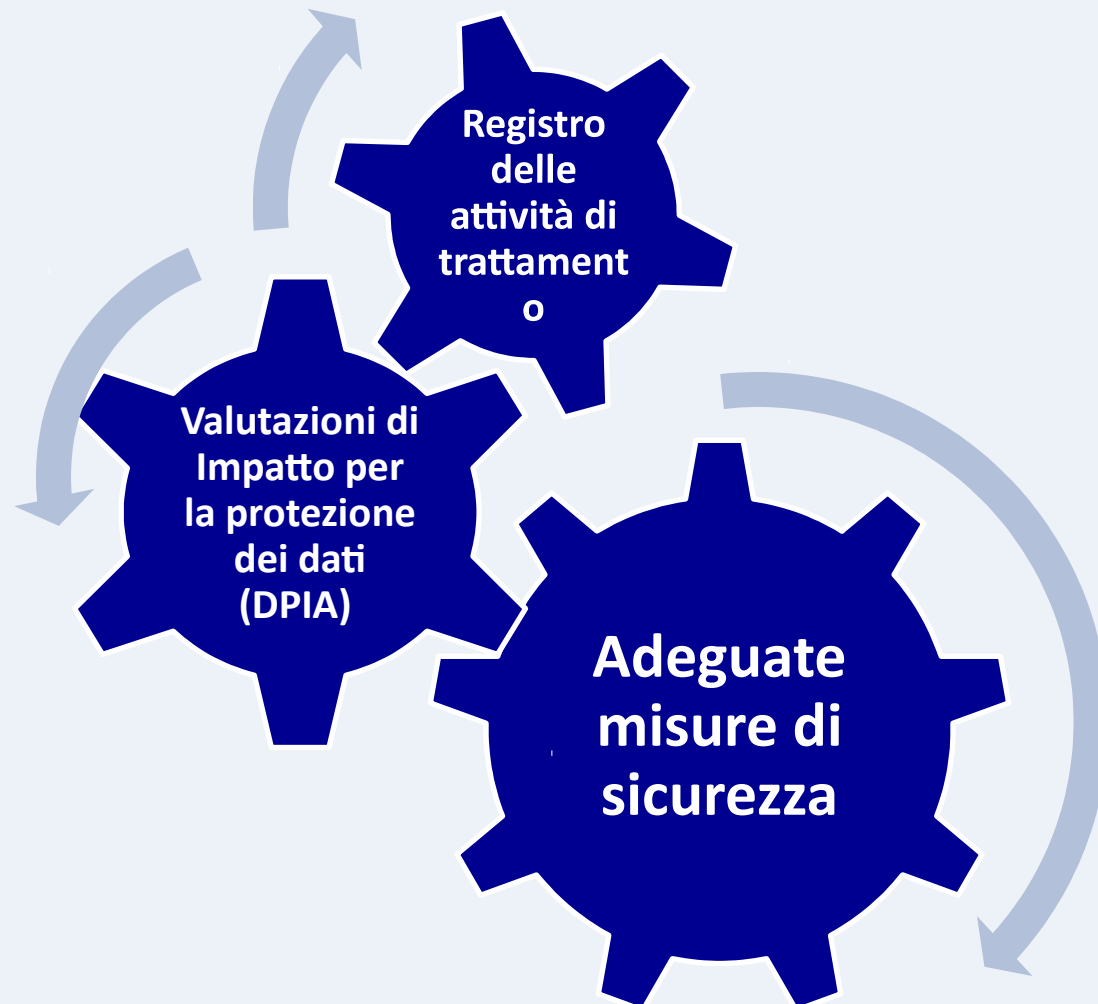 Registro
delle
attività di
trattament
o
Valutazioni di
Impatto per
la protezione
dei dati
(DPIA)
Adeguate
misure di
sicurezza